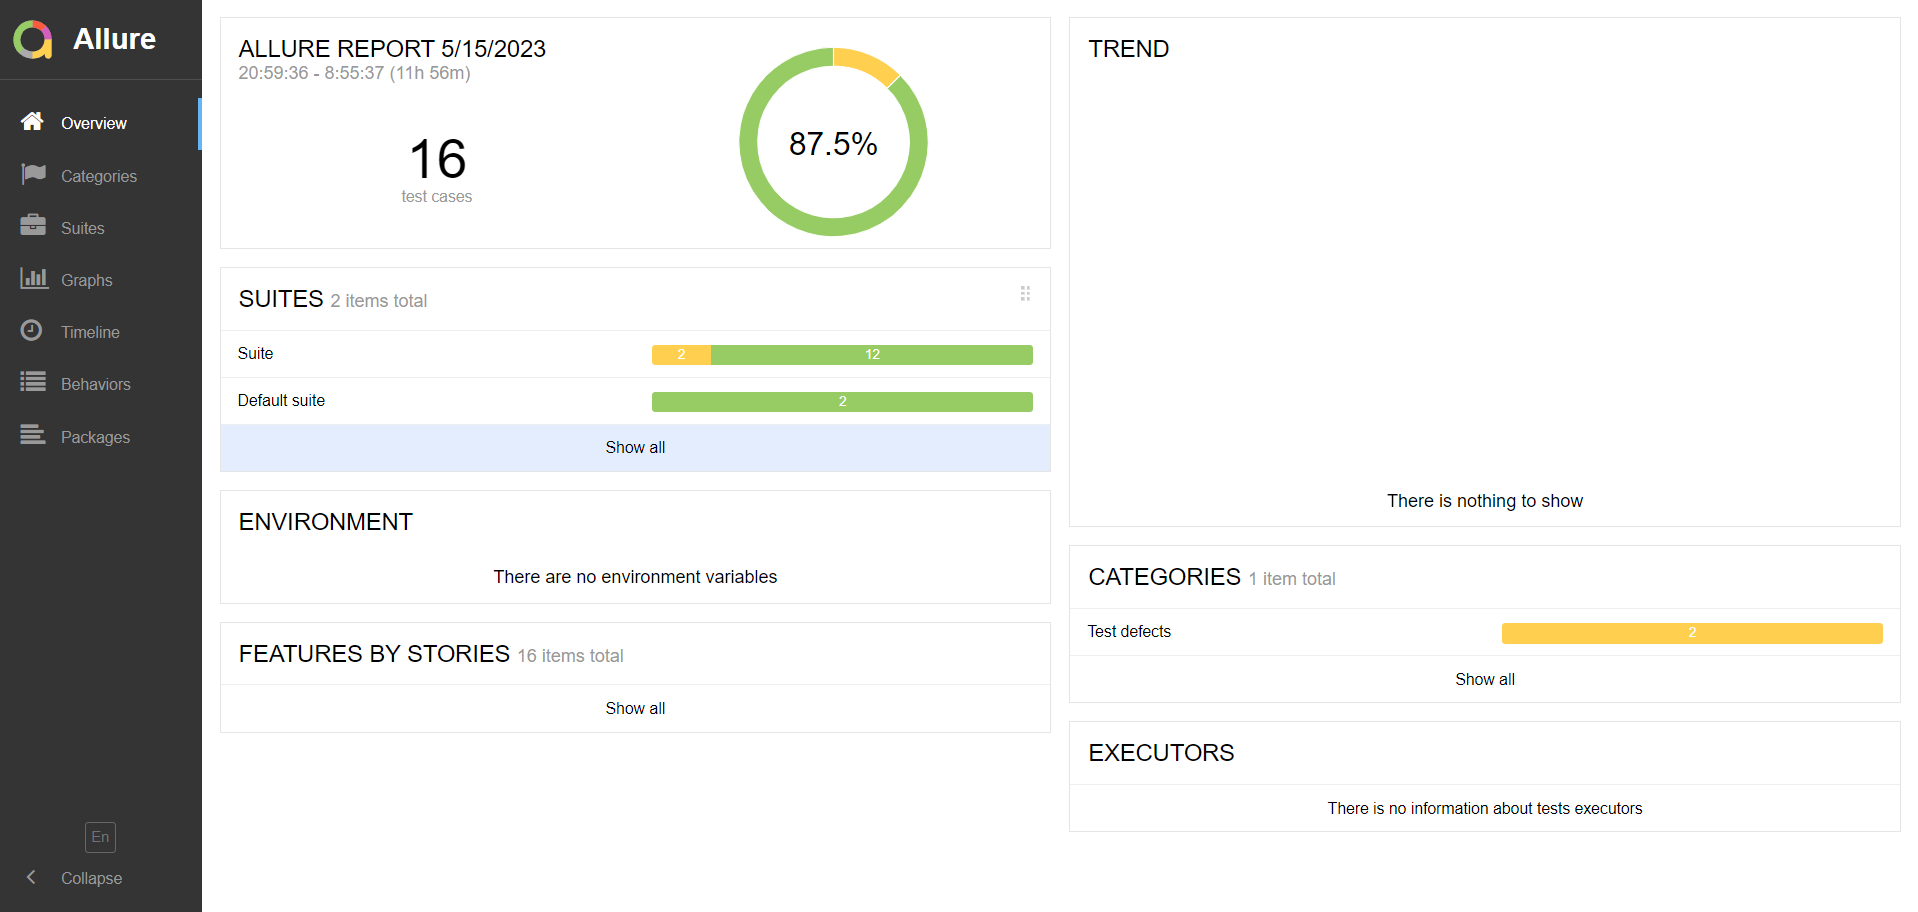 Allure
Overview
Categories
Suites
Graphs
Timeline
Behaviors
Packages
En
Collapse
ALLURE REPORT 5/15/2023
20:59:36 - 8:55:37 (11h 56m)
16
test cases
87.5%
SUITES 2 items total
Suite 2 12
Default suite 2
Show all
ENVIRONMENT
There are no environment variables
FEATURES BY STORIES 16 items total
Show all
TREND
There is nothing to show
CATEGORIES 1 item total
Test defects 2
Show all
EXECUTORS
There is no information about tests executors